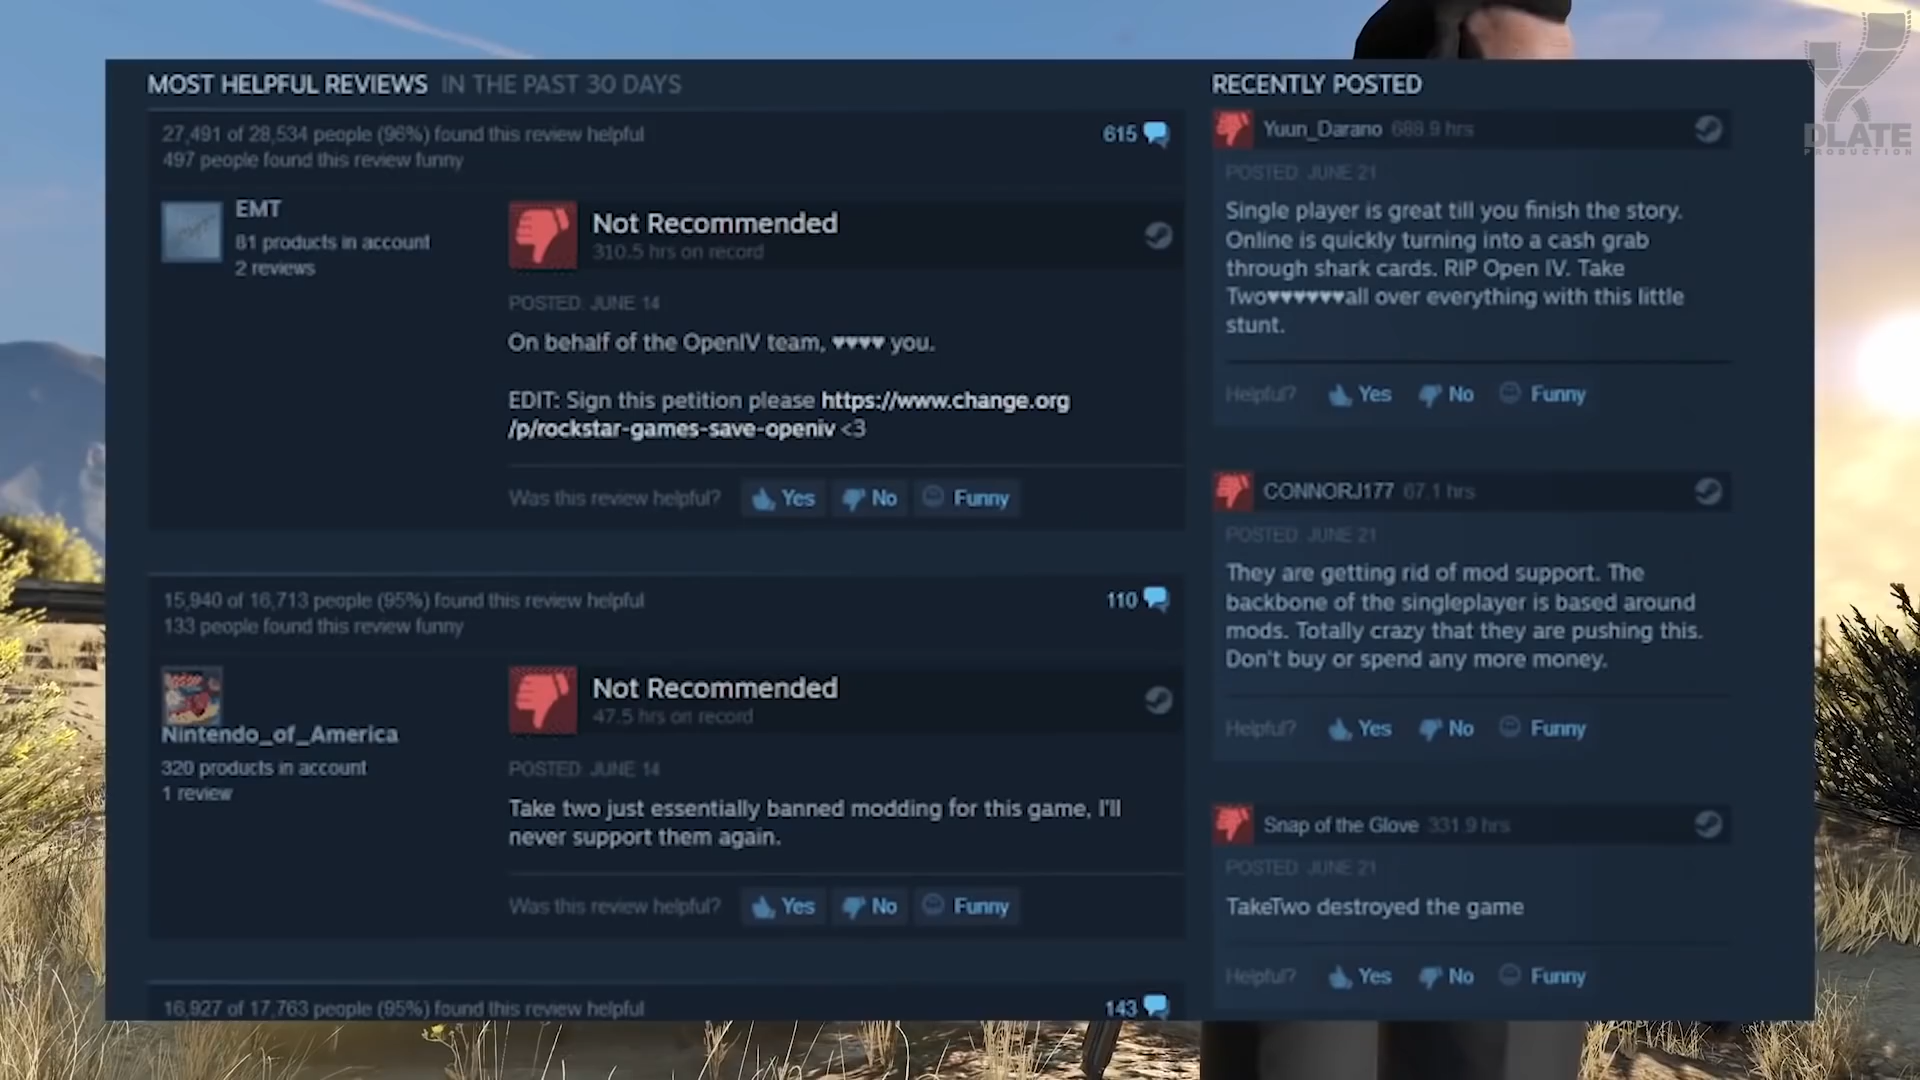 MOST HELPFUL REVIEWS IN THE PAST 30 DAYS
27,491 of 28,534 people (96%) found this review helpful
497 people found this review funny
615
EMT
81 products in account
2 reviews
Not Recommended
310.5 hrs on record
POSTED: JUNE 14
On behalf of the OpenIV team, ♥♥♥♥ you.
EDIT: Sign this petition please https://www.change.org
/p/rockstar-games-save-openiv <3
Was this review helpful? Yes No Funny
15,940 of 16,713 people (95%) found this review helpful
133 people found this review funny
110
Nintendo_of_America
320 products in account
1 review
Not Recommended
47.5 hrs on record
POSTED: JUNE 14
Take two just essentially banned modding for this game, I'll
never support them again.
Was this review helpful? Yes No Funny
16,927 of 17,763 people (95%) found this review helpful
143
RECENTLY POSTED
Yuun_Darano 688.9 hrs
POSTED: JUNE 21
Single player is great till you finish the story.
Online is quickly turning into a cash grab
through shark cards. RIP Open IV. Take
Two♥♥♥♥♥♥all over everything with this little
stunt.
Helpful? Yes No Funny
CONNORJ177 67.1 hrs
POSTED: JUNE 21
They are getting rid of mod support. The
backbone of the singleplayer is based around
mods. Totally crazy that they are pushing this.
Don't buy or spend any more money.
Helpful? Yes No Funny
Snap of the Glove 331.9 hrs
POSTED: JUNE 21
TakeTwo destroyed the game
Helpful? Yes No Funny
DLATE
PRODUCTION